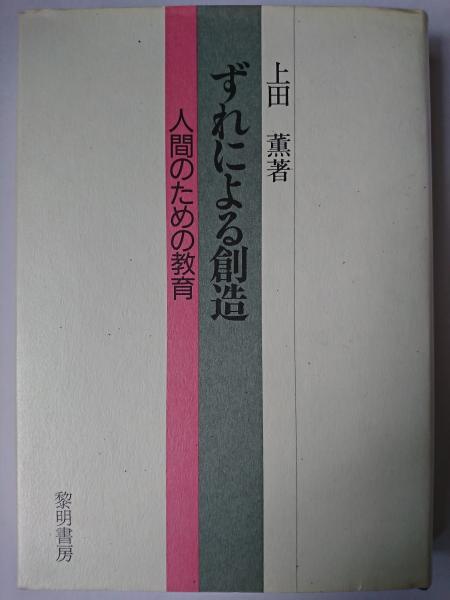 上田 薫著
ずれによる創造
人間のための教育
黎明書房